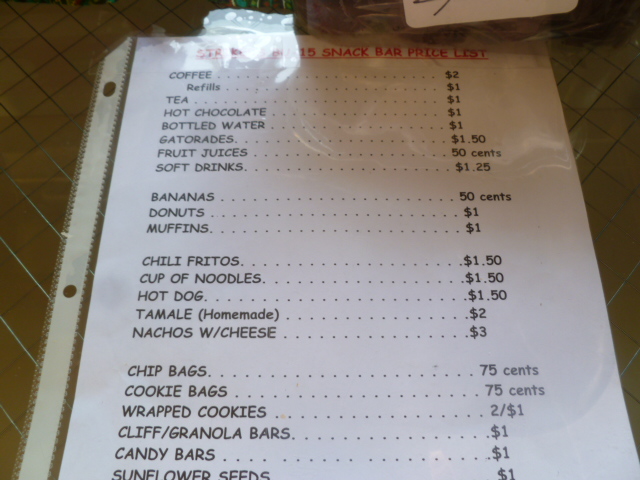 15 SNACK BAR PRICE LIST
COFFEE . . . . . . . . . . . . . . . . . . . . . . . . $2
Refills . . . . . . . . . . . . . . . . . . . . . . . $1
TEA . . . . . . . . . . . . . . . . . . . . . . . . . . $1
HOT CHOCOLATE . . . . . . . . . . . . . . . . . . $1
BOTTLED WATER . . . . . . . . . . . . . . . . . . $1
GATORADES. . . . . . . . . . . . . . . . . . . . . . $1.50
FRUIT JUICES . . . . . . . . . . . . . . . . . . . . 50 cents
SOFT DRINKS. . . . . . . . . . . . . . . . . . . . . $1.25
BANANAS . . . . . . . . . . . . . . . . . . . . . . . 50 cents
DONUTS . . . . . . . . . . . . . . . . . . . . . . . . $1
MUFFINS. . . . . . . . . . . . . . . . . . . . . . . . $1
CHILI FRITOS. . . . . . . . . . . . . . . . . . . . .$1.50
CUP OF NOODLES. . . . . . . . . . . . . . . . . . .$1.50
HOT DOG. . . . . . . . . . . . . . . . . . . . . . . .$1.50
TAMALE (Homemade) . . . . . . . . . . . . . . . . $2
NACHOS W/CHEESE . . . . . . . . . . . . . . . . . $3
CHIP BAGS. . . . . . . . . . . . . . . . . . . . . . . 75 cents
COOKIE BAGS . . . . . . . . . . . . . . . . . . . . . 75 cents
WRAPPED COOKIES . . . . . . . . . . . . . . . . . 2/$1
CLIFF/GRANOLA BARS. . . . . . . . . . . . . . . .$1
CANDY BARS . . . . . . . . . . . . . . . . . . . . . .$1
SUNFLOWER SEEDS. . . . . . . . . . . . . . . . . .$1